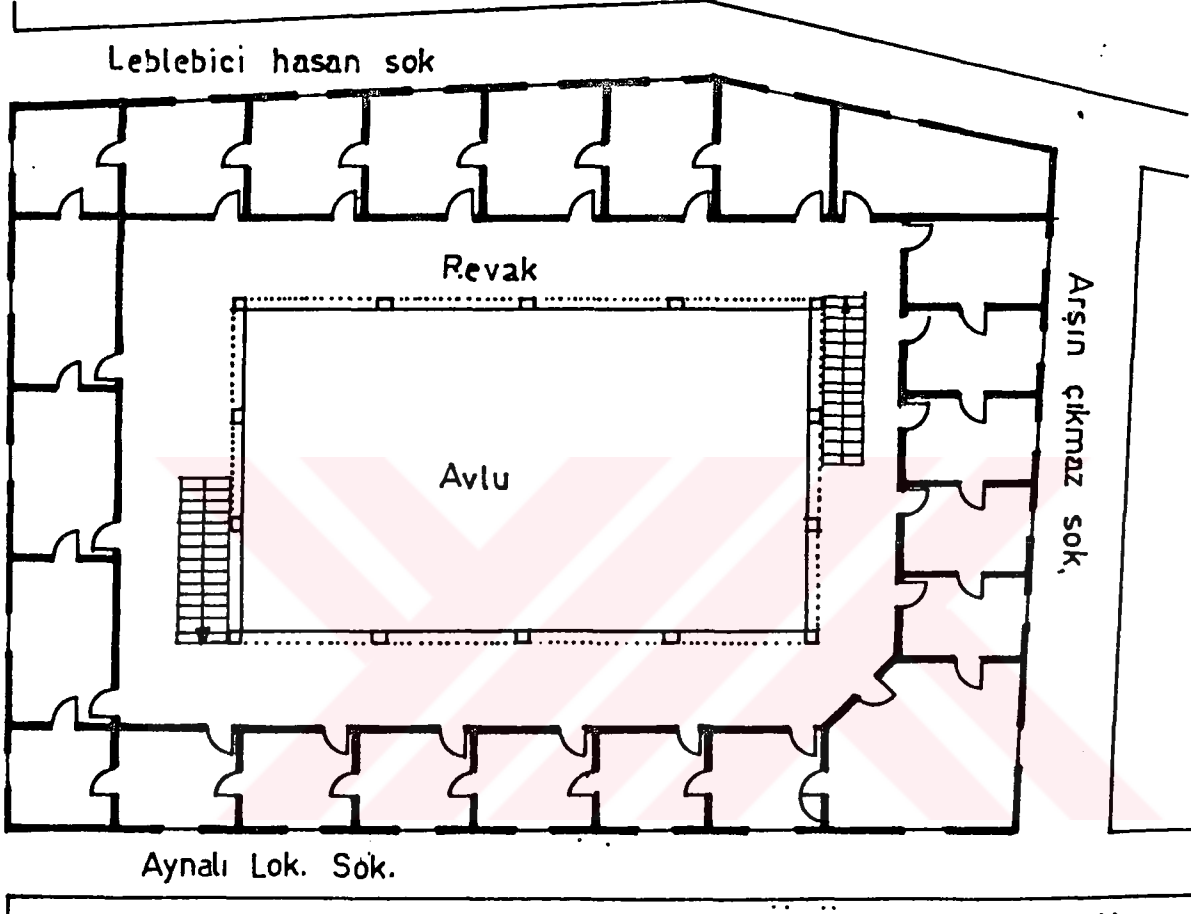 Leblebici hasan sok
Revak
Arşın çıkmaz sok,
Avlu
Aynalı Lok. Sok.